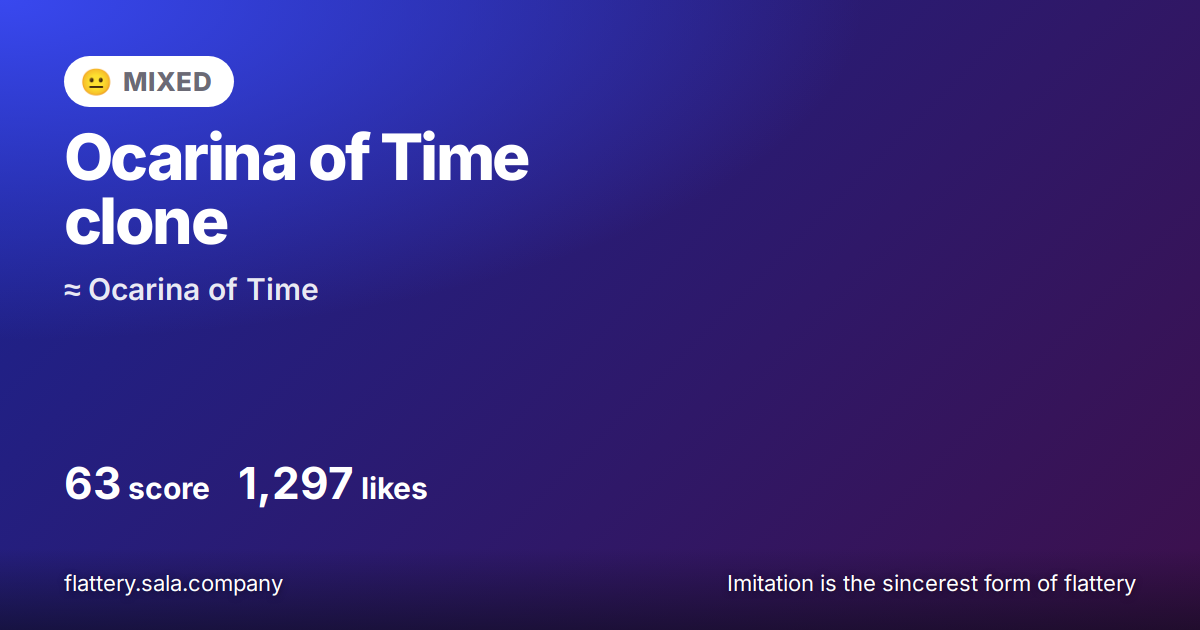 😐 MIXED
Ocarina of Time
clone
≈ Ocarina of Time
63 score 1,297 likes
flattery.sala.company
Imitation is the sincerest form of flattery